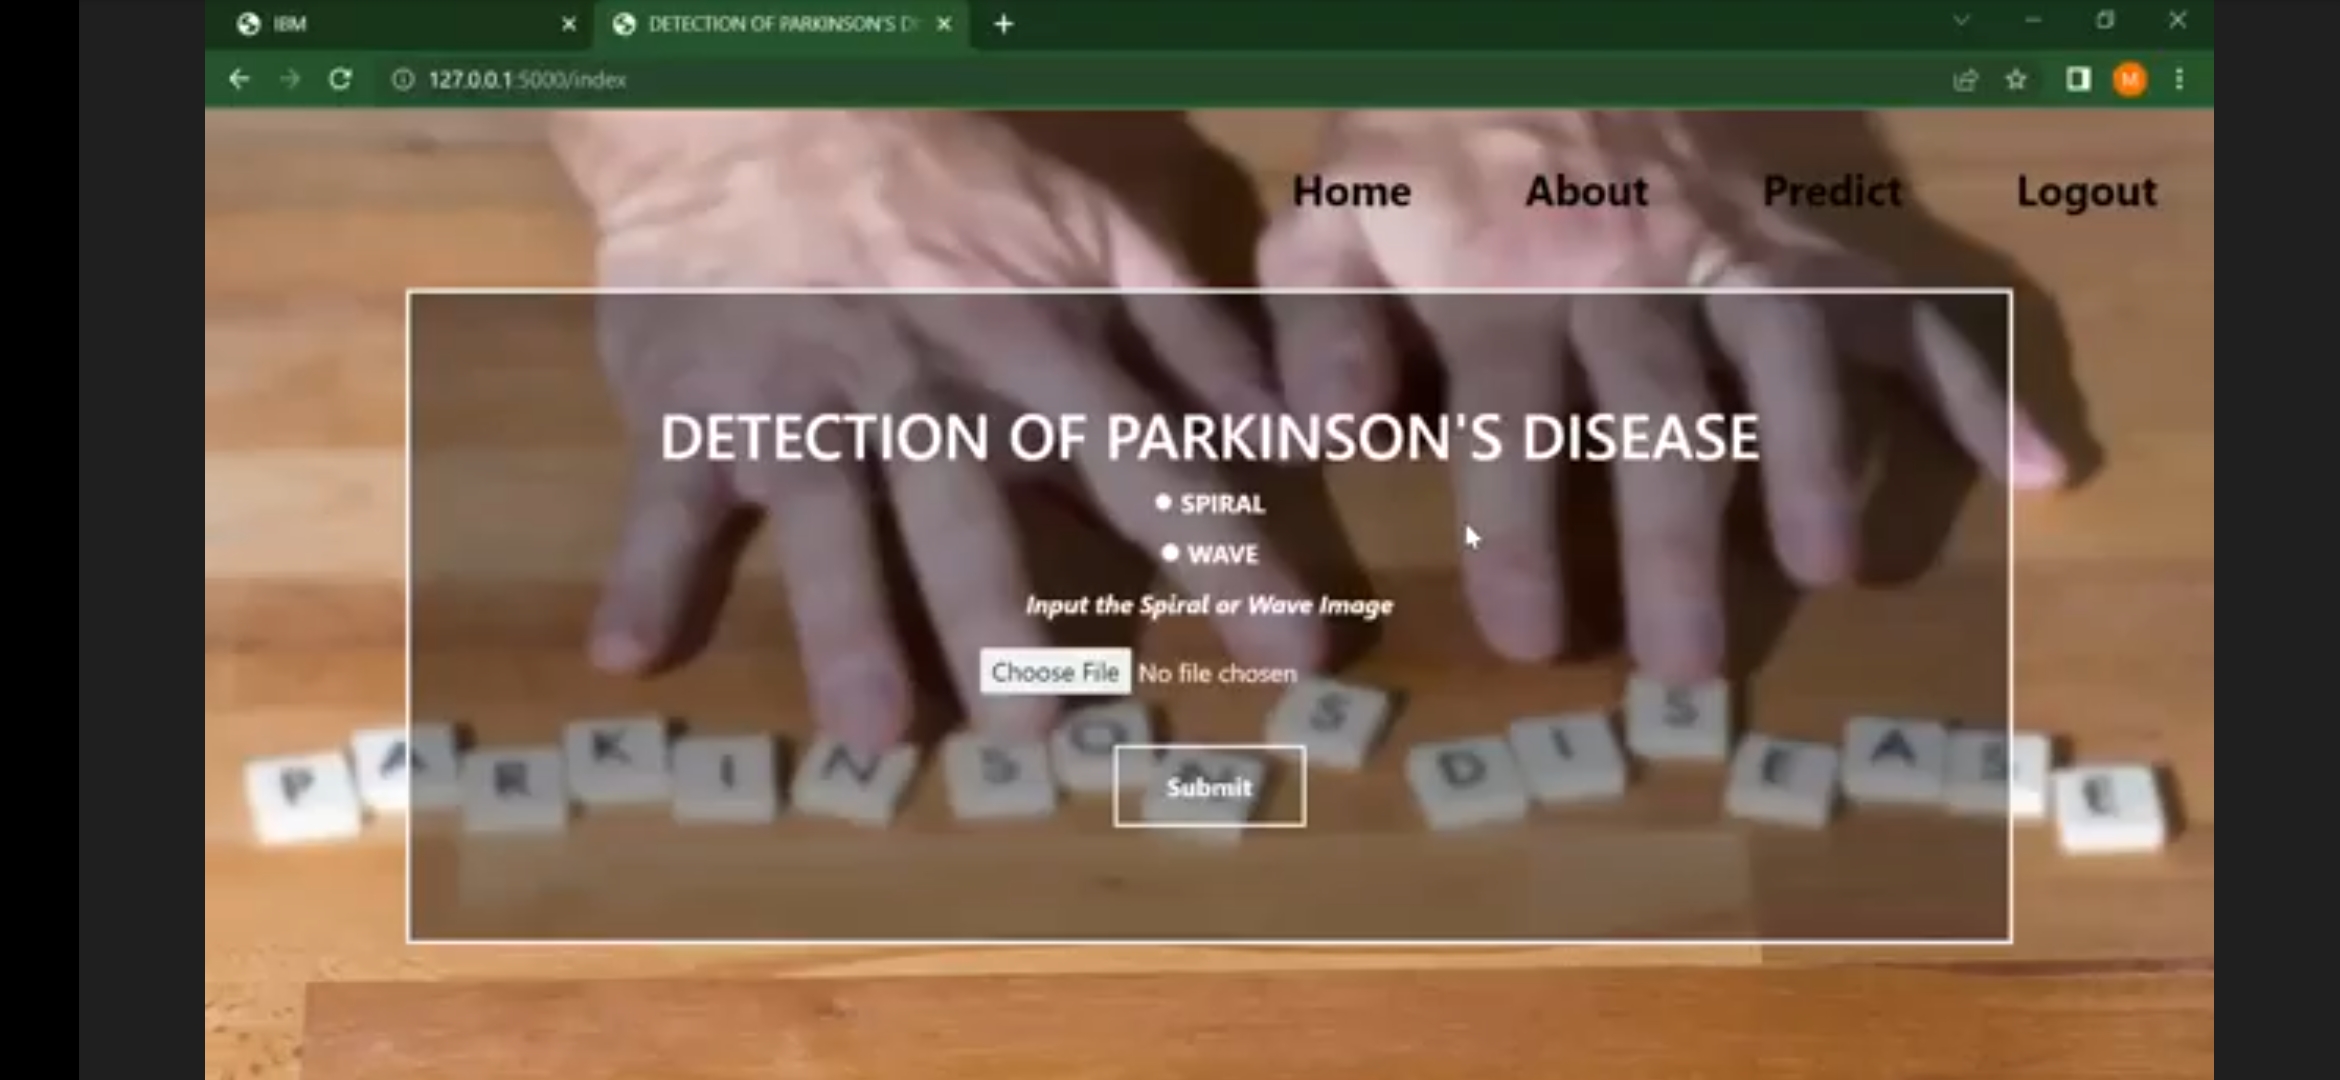 IBM
DETECTION OF PARKINSON'S D
127.0.0.1:5000/index
M
Home About Predict Logout
DETECTION OF PARKINSON'S DISEASE
SPIRAL
WAVE
Input the Spiral or Wave Image
Choose File No file chosen
PARKINSONS DISEASE
Submit